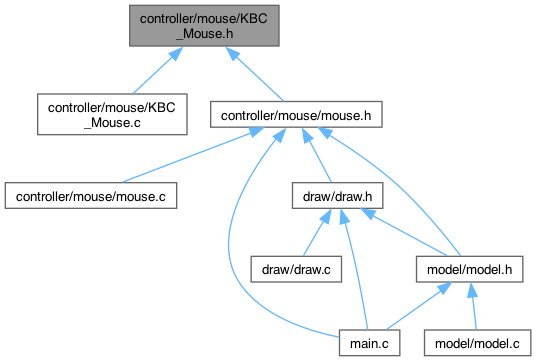 controller/mouse/KBC
_Mouse.h
controller/mouse/KBC
_Mouse.c
controller/mouse/mouse.h
controller/mouse/mouse.c
draw/draw.h
draw/draw.c
model/model.h
main.c
model/model.c